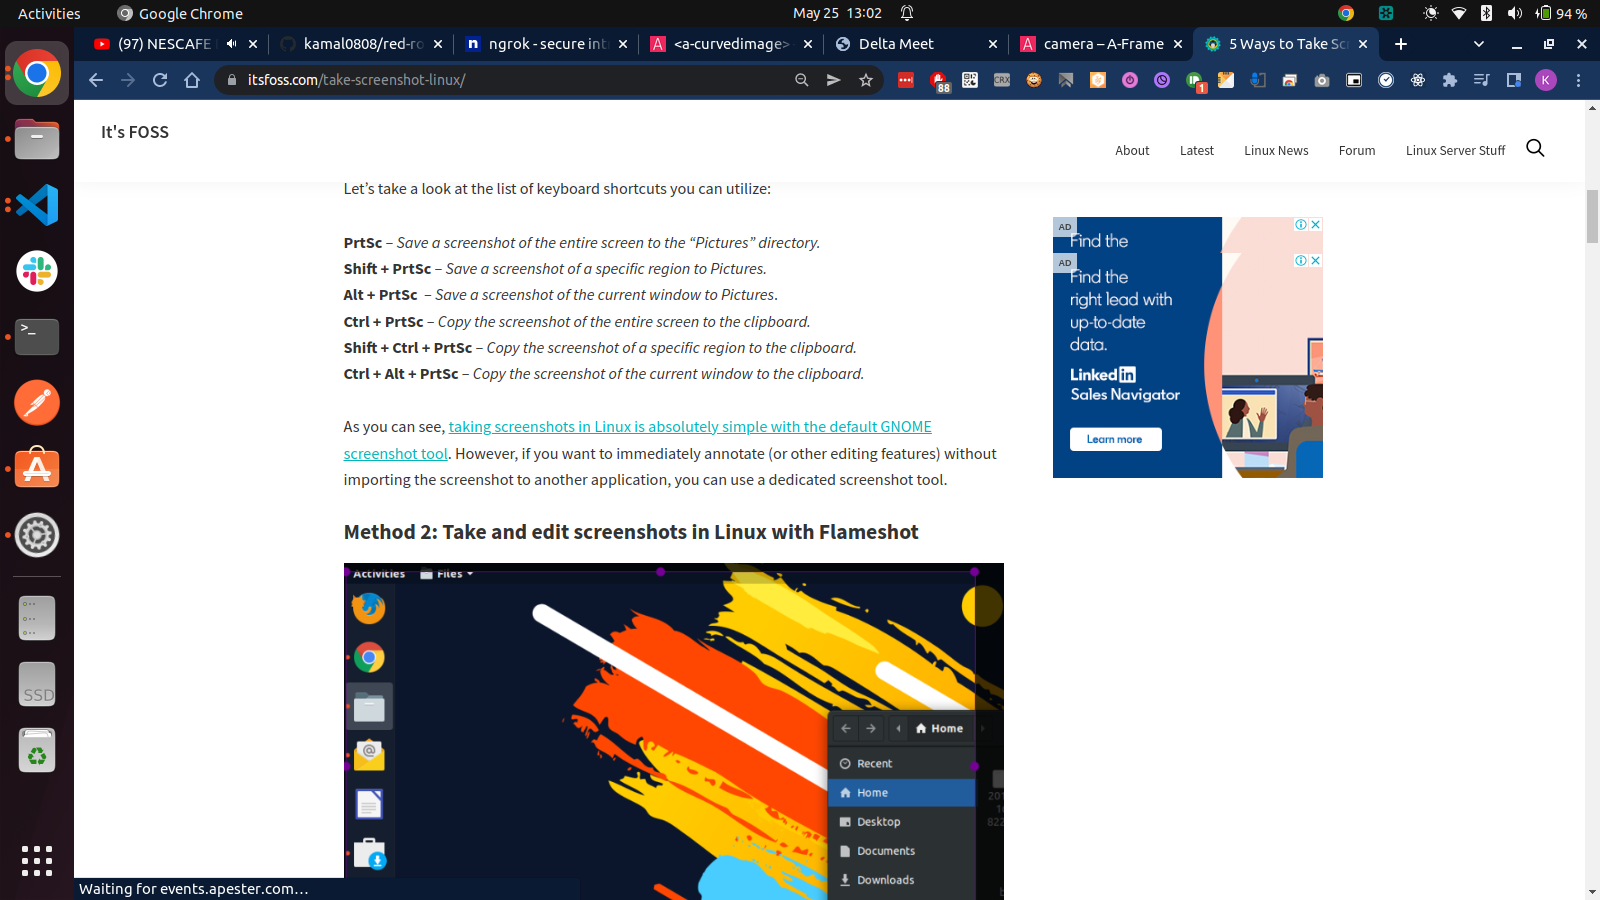 Activities
Google Chrome
May 25 13:02
94 %
(97) NESCAFE
kamal0808/red-ro
ngrok - secure int
<a-curvedimage>
Delta Meet
camera – A-Frame
5 Ways to Take Sc
itsfoss.com/take-screenshot-linux/
88
CRX
1
K
It's FOSS
About
Latest
Linux News
Forum
Linux Server Stuff
Let’s take a look at the list of keyboard shortcuts you can utilize:
PrtSc – Save a screenshot of the entire screen to the “Pictures” directory.
Shift + PrtSc – Save a screenshot of a specific region to Pictures.
Alt + PrtSc – Save a screenshot of the current window to Pictures.
Ctrl + PrtSc – Copy the screenshot of the entire screen to the clipboard.
Shift + Ctrl + PrtSc – Copy the screenshot of a specific region to the clipboard.
Ctrl + Alt + PrtSc – Copy the screenshot of the current window to the clipboard.
As you can see, taking screenshots in Linux is absolutely simple with the default GNOME
screenshot tool. However, if you want to immediately annotate (or other editing features) without
importing the screenshot to another application, you can use a dedicated screenshot tool.
Method 2: Take and edit screenshots in Linux with Flameshot
Activities
Files
Home
Recent
Home
Desktop
Documents
Downloads
AD
Find the
AD
Find the
right lead with
up-to-date
data.
Linked in
Sales Navigator
Learn more
SSD
Waiting for events.apester.com…